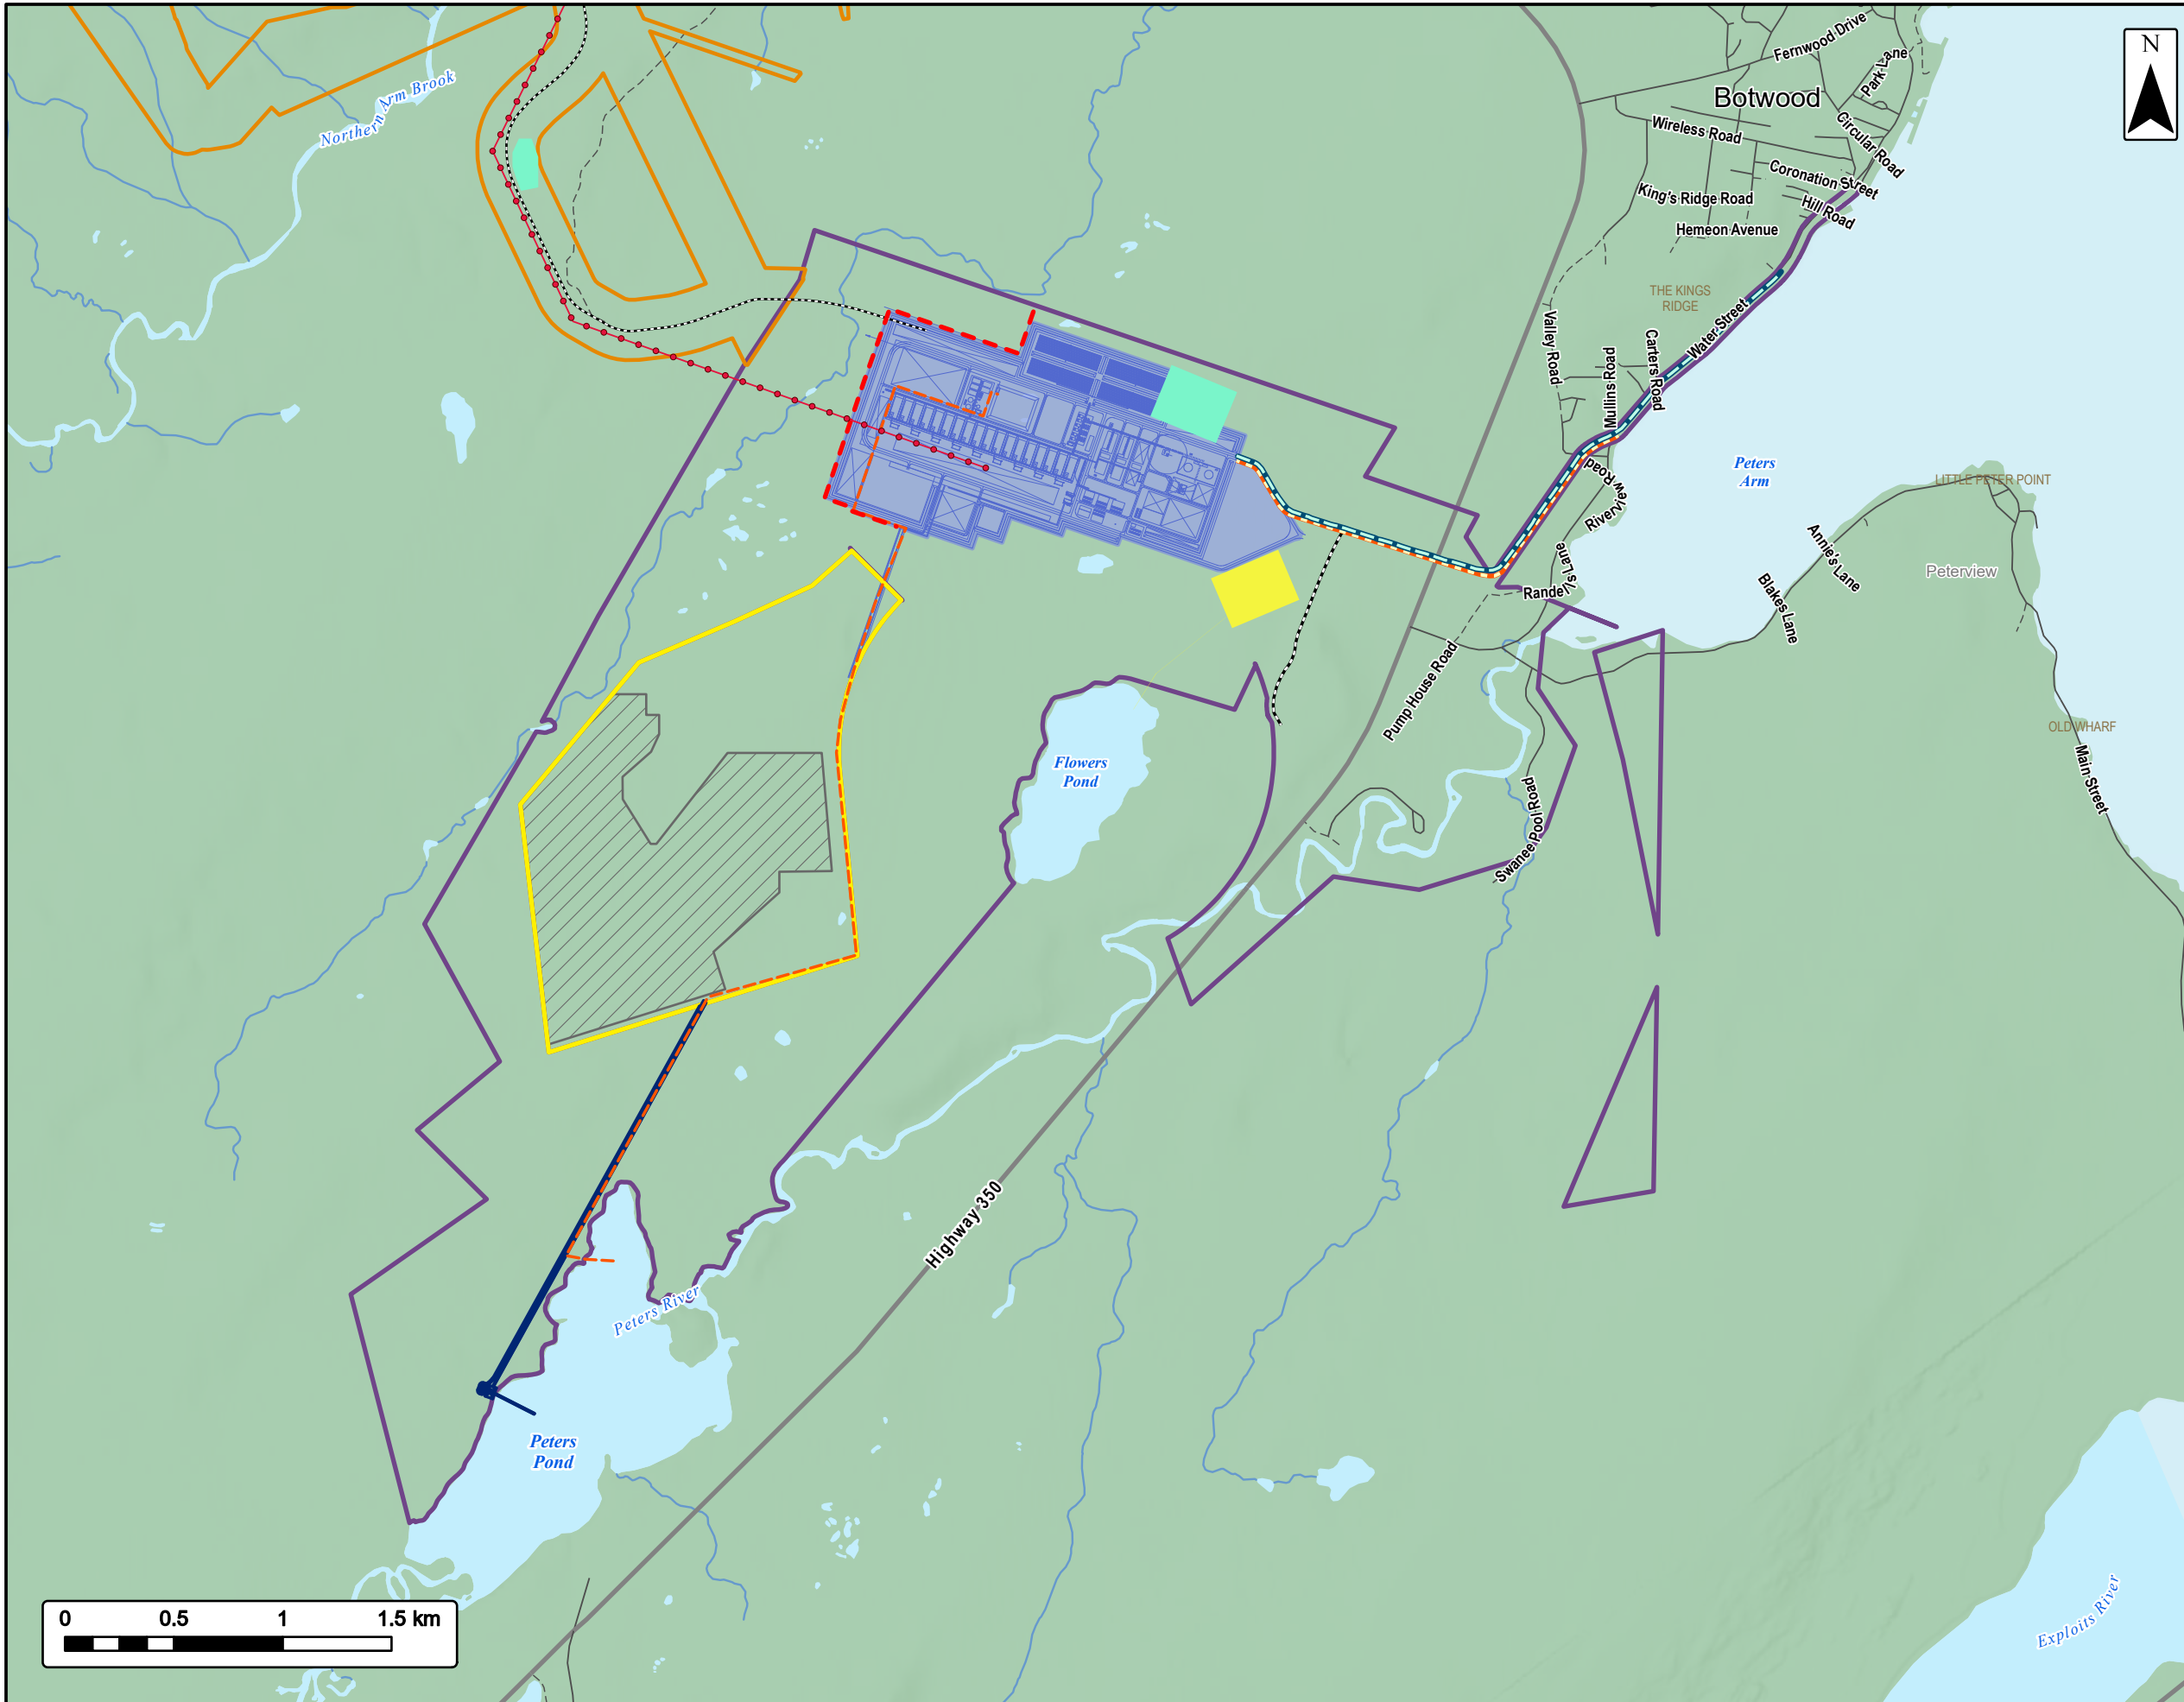 N
Fernwood Drive
Park Lane
Botwood
Northern Arm Brook
Wireless Road
Circular Road
Coronation Street
King's Ridge Road
Hill Road
Hemeon Avenue
THE KINGS
RIDGE
Water Street
Valley Road
Mullins Road
Carters Road
Peters
Arm
Riverview Road
LITTLE PETER POINT
Annie's Lane
Peterview
Randell's Lane
Blakes Lane
Pump House Road
OLD WHARF
Main Street
Flowers
Pond
Swanee Pool Road
Highway 350
Peters River
Peters
Pond
Exploits River
0 0.5 1 1.5 km